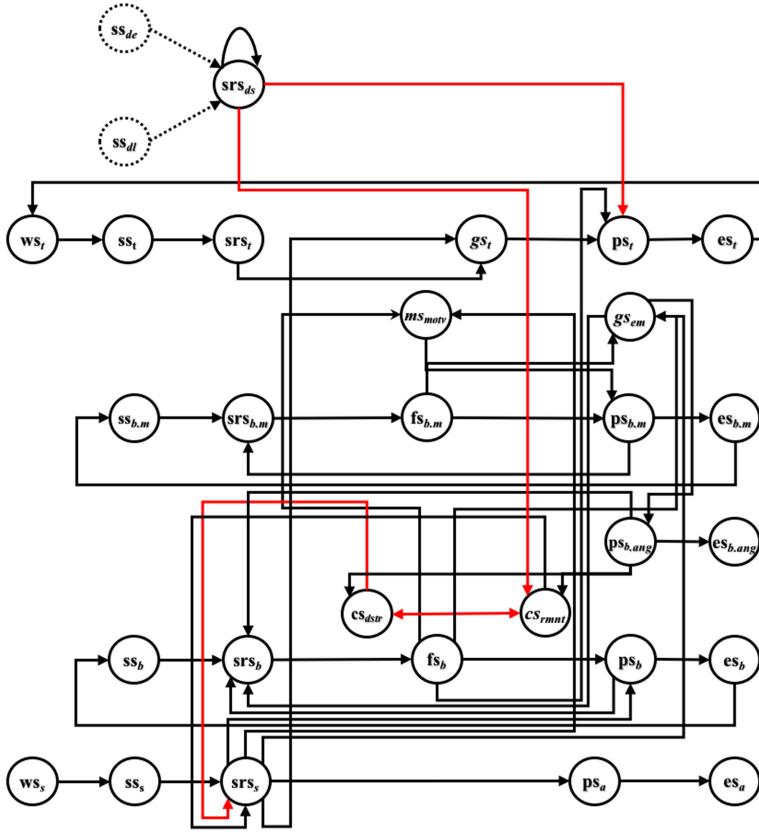 ss_de
srs_ds
ss_dl
ws_t ss_t srs_t gs_t ps_t es_t
ms_motv gs_em
ss_b.m srs_b.m fs_b.m ps_b.m es_b.m
ps_b.ang es_b.ang
cs_dstr cs_rmnt
ss_b srs_b fs_b ps_b es_b
ws_s ss_s srs_s ps_a es_a